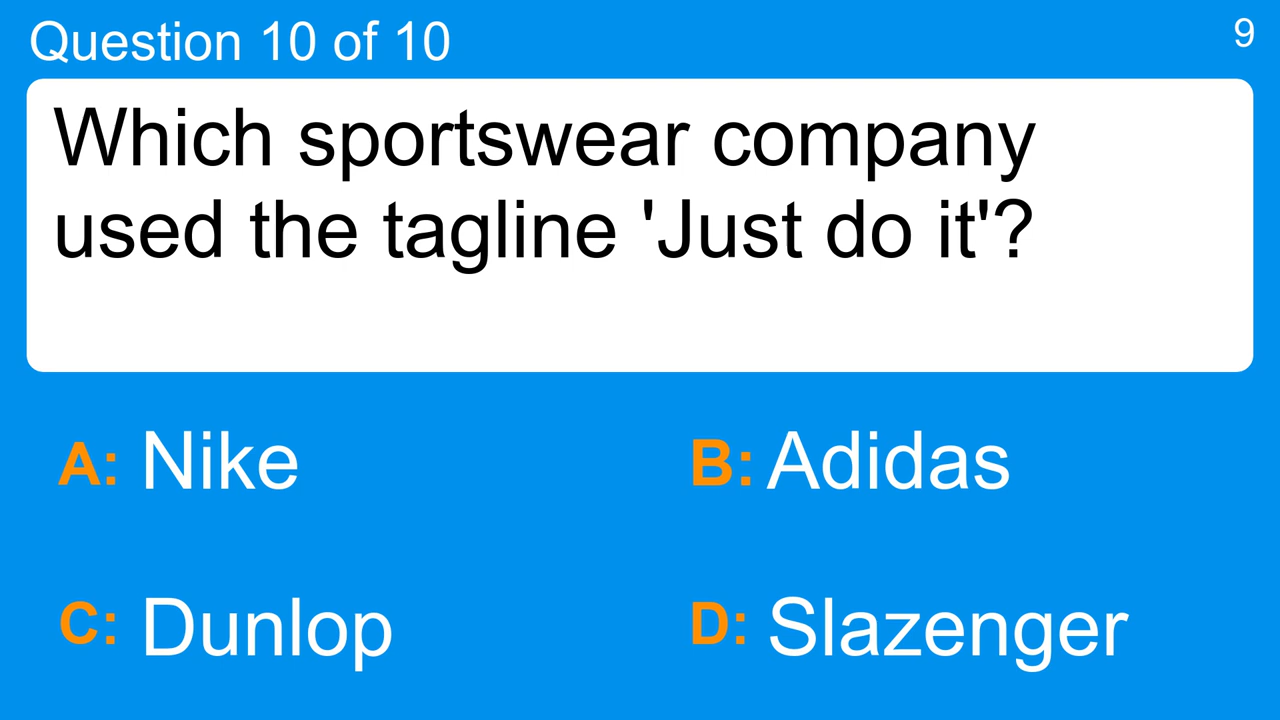 Question 10 of 10
9
Which sportswear company
used the tagline 'Just do it'?
A: Nike
B: Adidas
C: Dunlop
D: Slazenger